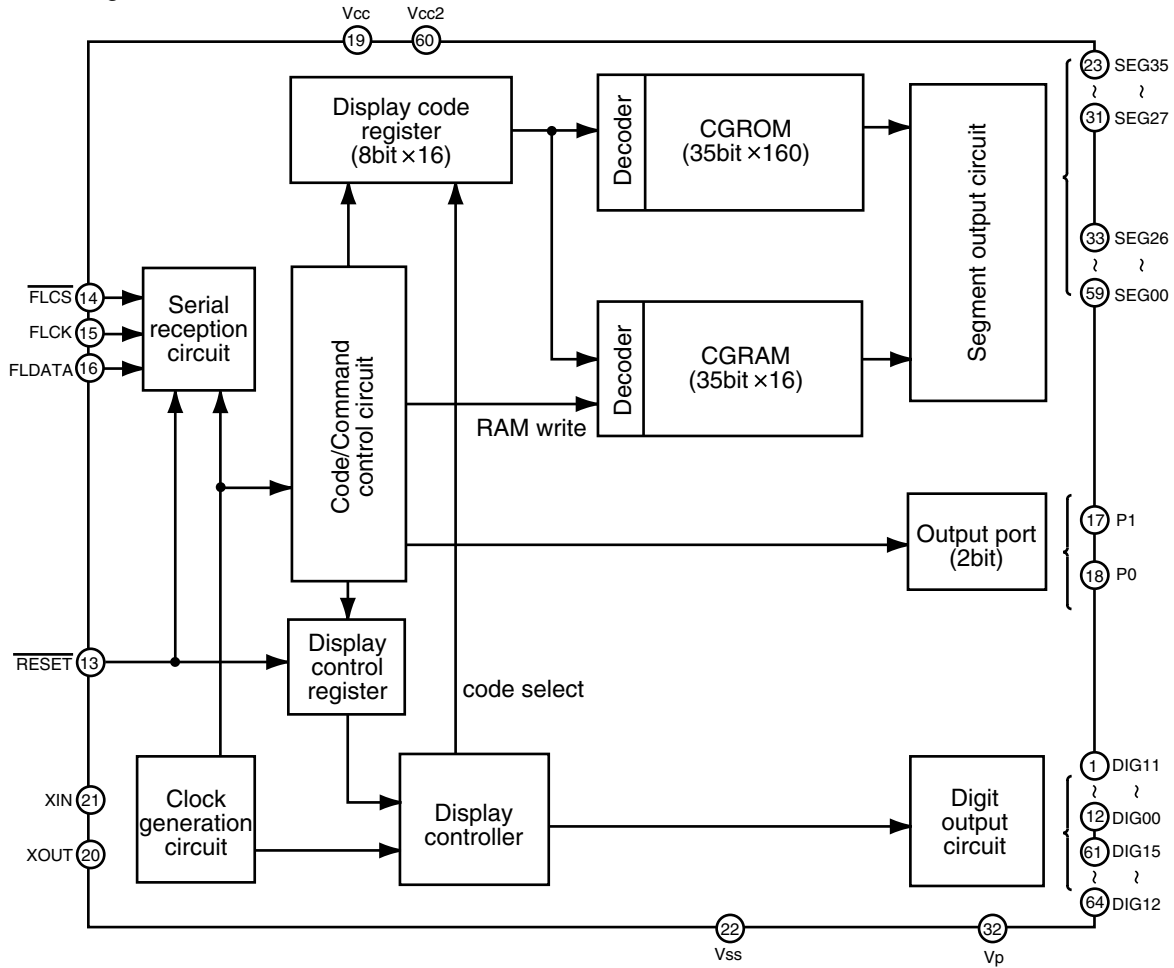 Vcc
Vcc2
19
60
Display code
register
(8bit×16)
Decoder
CGROM
(35bit×160)
Segment output circuit
23 SEG35
~ ~
31 SEG27
33 SEG26
~ ~
59 SEG00
FLCS 14
FLCK 15
FLDATA 16
Serial
reception
circuit
Code/Command
control circuit
Decoder
CGRAM
(35bit×16)
RAM write
Output port
(2bit)
17 P1
18 P0
RESET 13
Display
control
register
code select
XIN 21
XOUT 20
Clock
generation
circuit
Display
controller
Digit
output
circuit
1 DIG11
~ ~
12 DIG00
61 DIG15
~ ~
64 DIG12
22
Vss
32
Vp